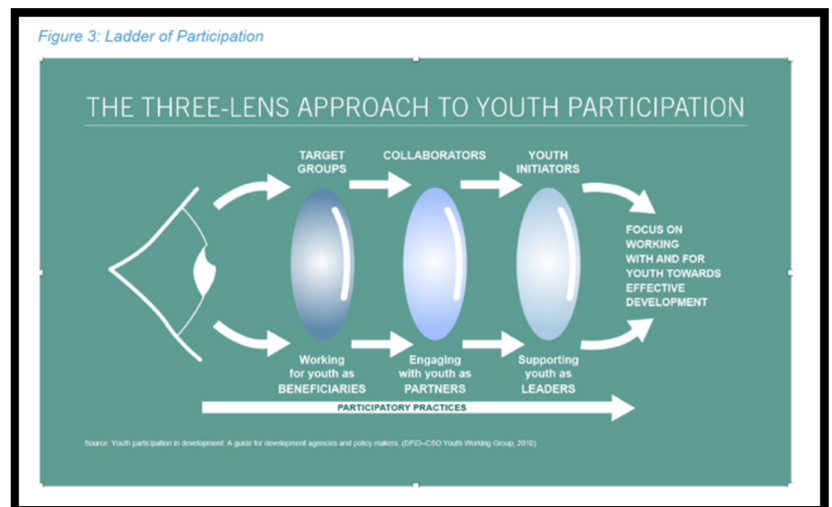 Figure 3: Ladder of Participation
THE THREE-LENS APPROACH TO YOUTH PARTICIPATION
TARGET
GROUPS
COLLABORATORS
YOUTH
INITIATORS
FOCUS ON
WORKING
WITH AND FOR
YOUTH TOWARDS
EFFECTIVE
DEVELOPMENT
Working
for youth as
BENEFICIARIES
Engaging
with youth as
PARTNERS
Supporting
youth as
LEADERS
PARTICIPATORY PRACTICES
Source: Youth participation in development: A guide for development agencies and policy makers. (DFID–CSO Youth Working Group, 2010)